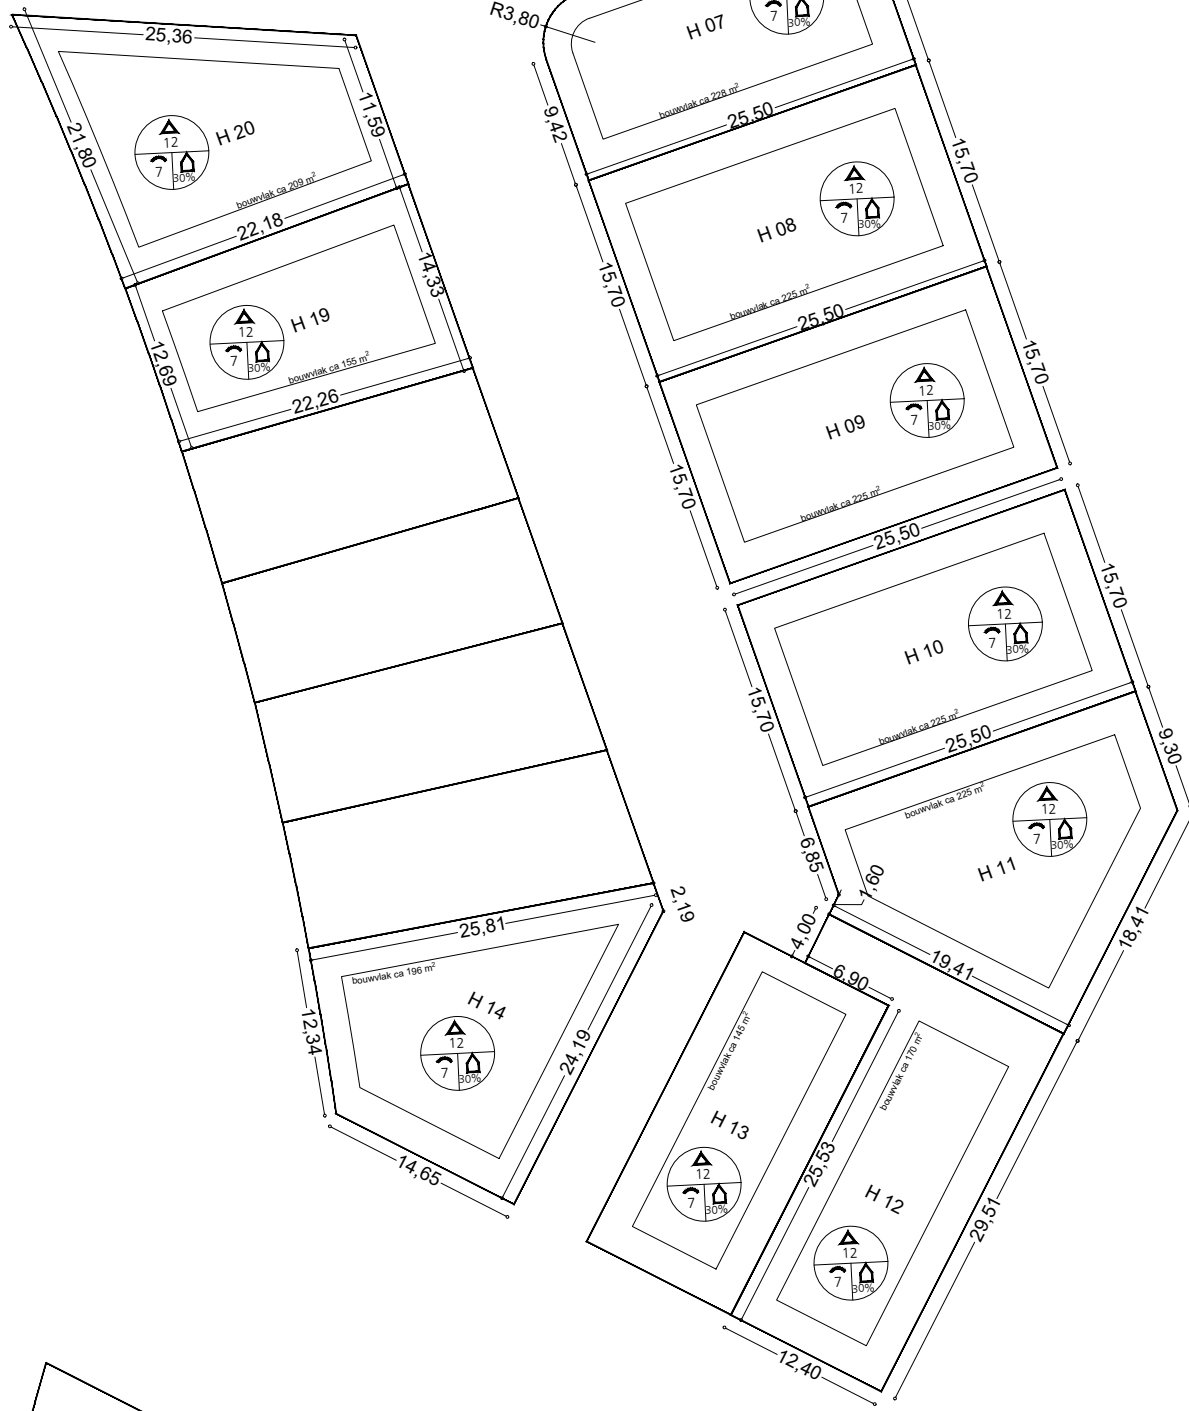 R3,80
H 07
7
30%
bouwvlak ca 228 m²
25,50
9,42
25,36
21,80
11,59
H 20
12
7
30%
bouwvlak ca 209 m²
22,18
15,70
H 08
12
7
30%
bouwvlak ca 225 m²
25,50
15,70
14,33
H 19
12
7
30%
bouwvlak ca 155 m²
12,69
22,26
15,70
H 09
12
7
30%
bouwvlak ca 225 m²
25,50
15,70
15,70
H 10
12
7
30%
bouwvlak ca 225 m²
25,50
15,70
9,30
bouwvlak ca 225 m²
H 11
12
7
30%
6,85
1,60
18,41
19,41
4,00
6,90
2,19
25,81
bouwvlak ca 196 m²
H 14
12
7
30%
12,34
24,19
14,65
bouwvlak ca 145 m²
H 13
12
7
30%
25,53
bouwvlak ca 170 m²
H 12
12
7
30%
29,51
12,40